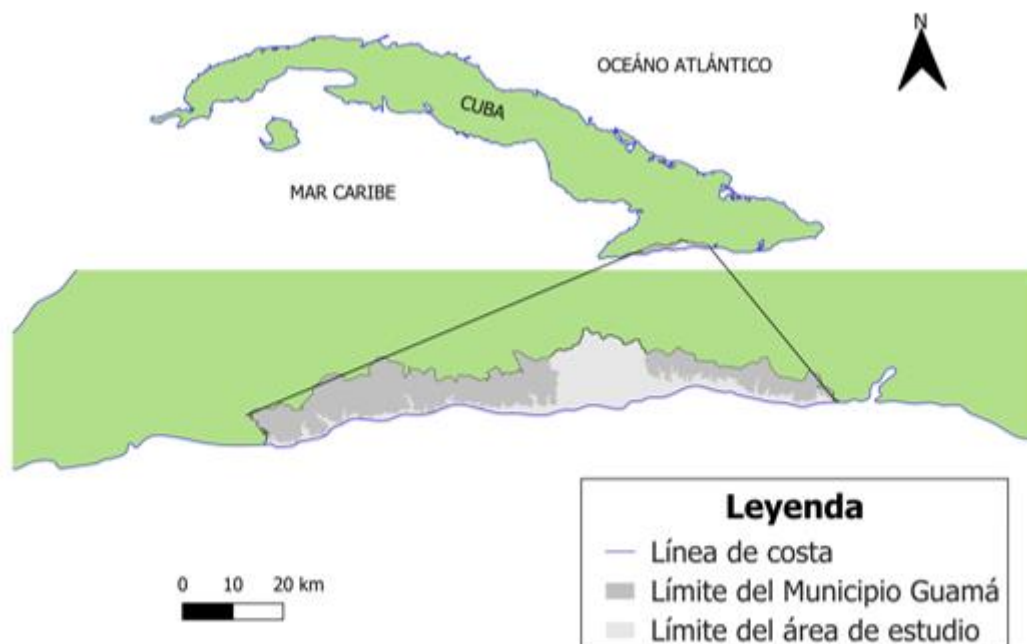 N
OCEÁNO ATLÁNTICO
CUBA
MAR CARIBE
Leyenda
Línea de costa
Límite del Municipio Guamá
Límite del área de estudio
0 10 20 km